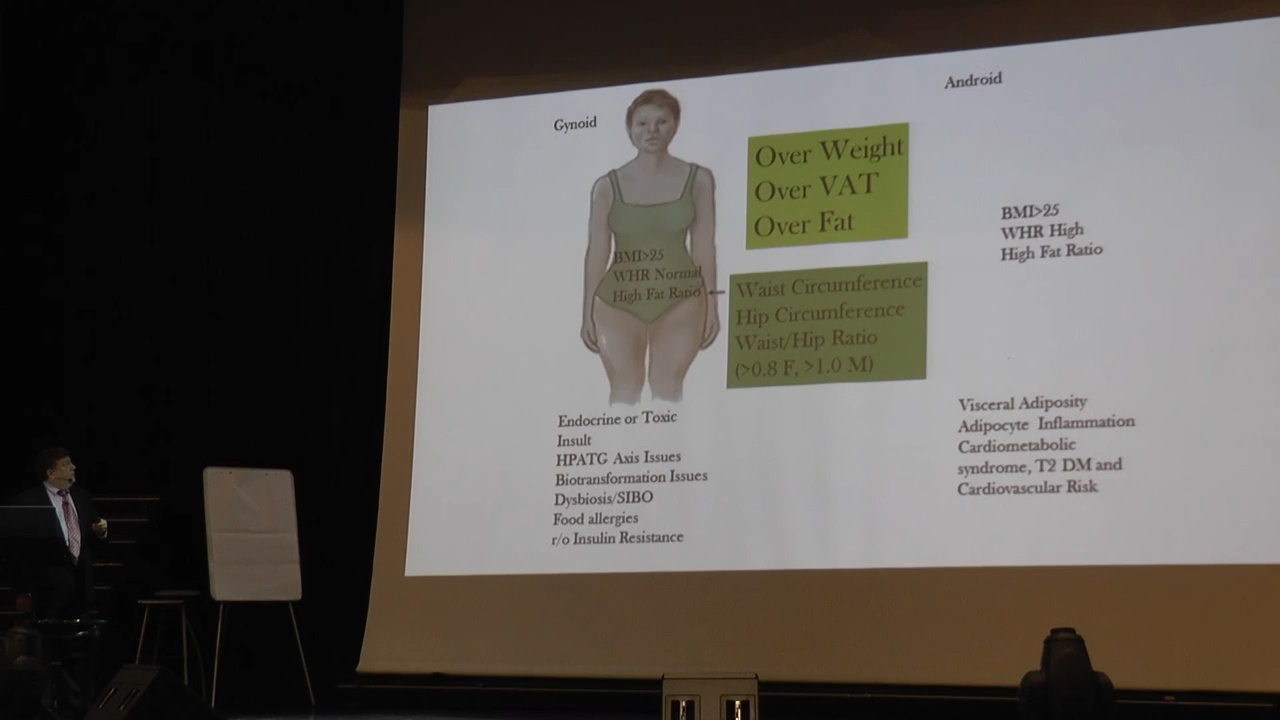 Gynoid
BMI>25
WHR Normal
High Fat Ratio
Endocrine or Toxic
Insult
HPATG Axis Issues
Biotransformation Issues
Dysbiosis/SIBO
Food allergies
r/o Insulin Resistance
Over Weight
Over VAT
Over Fat
Waist Circumference
Hip Circumference
Waist/Hip Ratio
(>0.8 F, >1.0 M)
Android
BMI>25
WHR High
High Fat Ratio
Visceral Adiposity
Adipocyte Inflammation
Cardiometabolic
syndrome, T2 DM and
Cardiovascular Risk